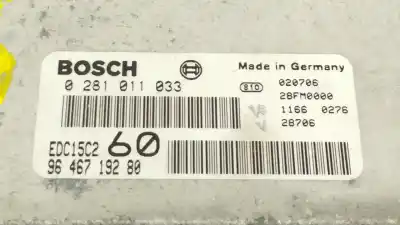 BOSCH
Made in Germany
0 281 011 033
810
020706
28FM0000
1166 0276
28706
EDC15C2 60
96 467 192 80